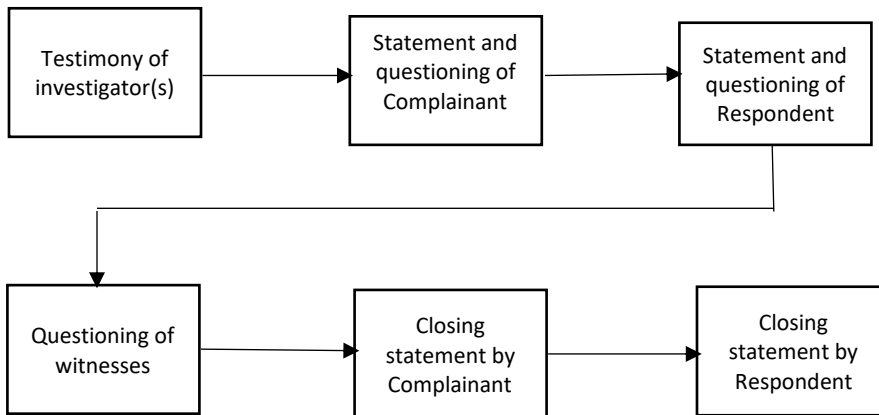 Testimony of
investigator(s)
Statement and
questioning of
Complainant
Statement and
questioning of
Respondent
Questioning of
witnesses
Closing
statement by
Complainant
Closing
statement by
Respondent